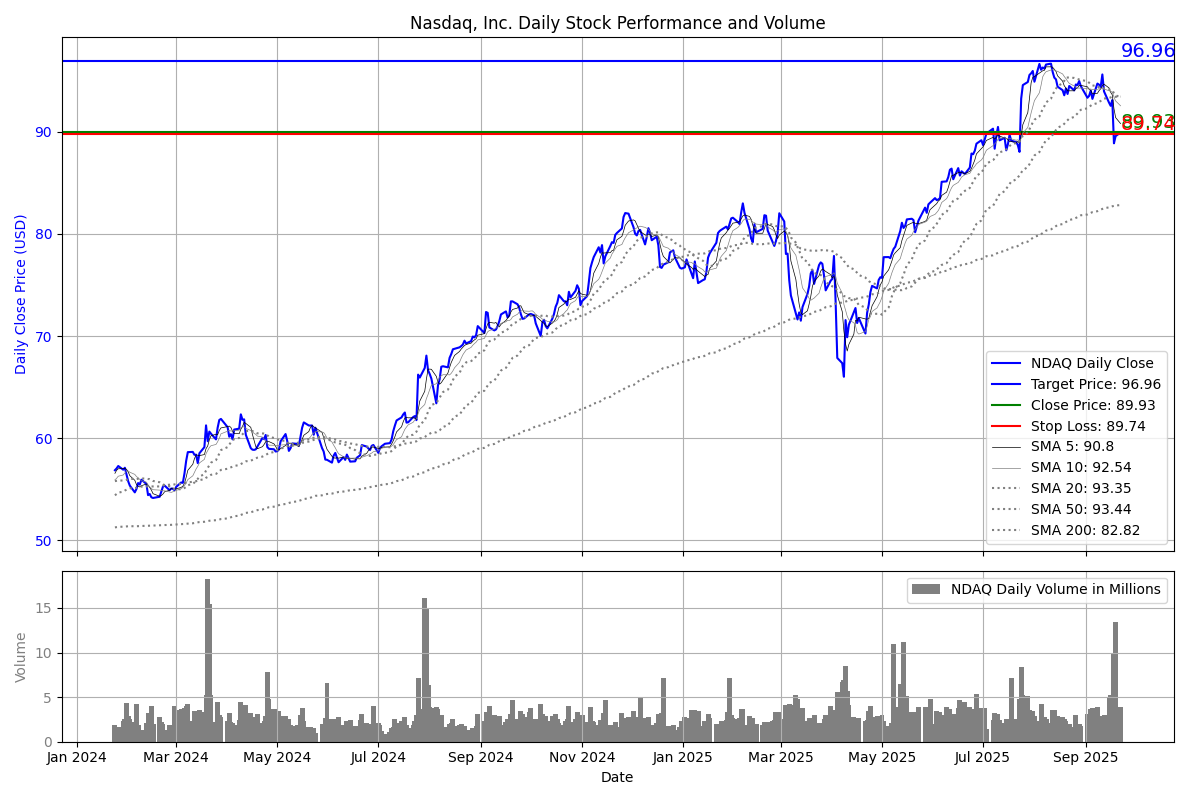 Nasdaq, Inc. Daily Stock Performance and Volume
96.96
89.93
89.74
90
80
70
60
50
Daily Close Price (USD)
NDAQ Daily Close
Target Price: 96.96
Close Price: 89.93
Stop Loss: 89.74
SMA 5: 90.8
SMA 10: 92.54
SMA 20: 93.35
SMA 50: 93.44
SMA 200: 82.82
NDAQ Daily Volume in Millions
15
10
5
0
Volume
Jan 2024 Mar 2024 May 2024 Jul 2024 Sep 2024 Nov 2024 Jan 2025 Mar 2025 May 2025 Jul 2025 Sep 2025
Date